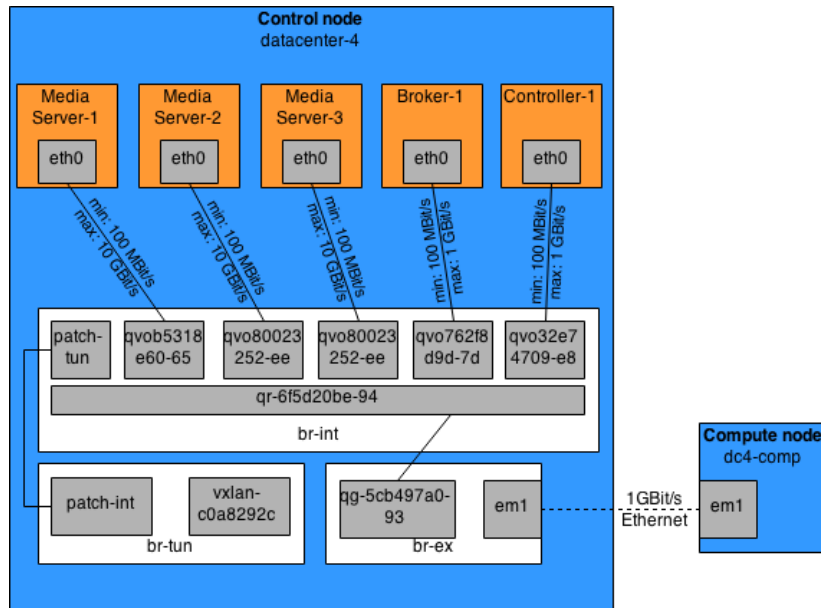 Control node
datacenter-4
Media
Server-1
Media
Server-2
Media
Server-3
Broker-1
Controller-1
eth0
eth0
eth0
eth0
eth0
min: 100 MBit/s
max: 10 GBit/s
min: 100 MBit/s
max: 10 GBit/s
min: 100 MBit/s
max: 10 GBit/s
min: 100 MBit/s
max: 1 GBit/s
min: 100 MBit/s
max: 1 GBit/s
patch-
tun
qvob5318
e60-65
qvo80023
252-ee
qvo80023
252-ee
qvo762f8
d9d-7d
qvo32e7
4709-e8
qr-6f5d20be-94
br-int
patch-int
vxlan-
c0a8292c
br-tun
qg-5cb497a0-
93
em1
br-ex
1GBit/s
Ethernet
Compute node
dc4-comp
em1